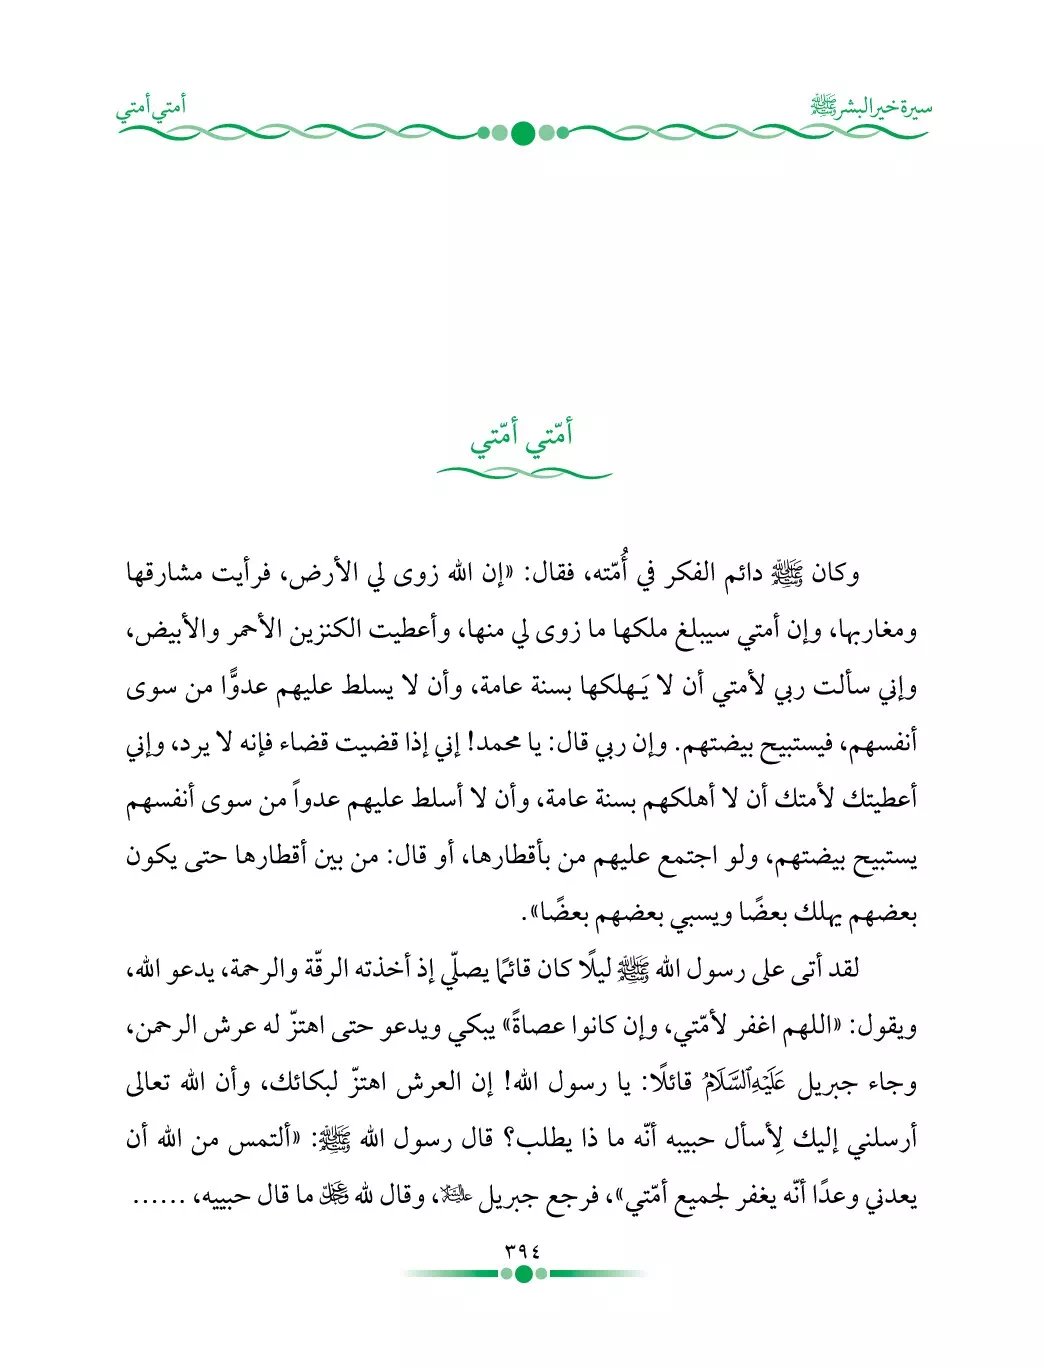 سيرة خير البشر ﷺ
أمتي أمتي
أمّتي أمّتي
وكان ﷺ دائم الفكر في أُمّته، فقال: «إن الله زوى لي الأرض، فرأيت مشارقها
ومغاربها، وإن أمتي سيبلغ ملكها ما زوى لي منها، وأعطيت الكنزين الأحمر والأبيض،
وإني سألت ربي لأمتي أن لا يَـهلكها بسنة عامة، وأن لا يسلط عليهم عدوًّا من سوى
أنفسهم، فيستبيح بيضتهم. وإن ربي قال: يا محمد! إني إذا قضيت قضاء فإنه لا يرد، وإني
أعطيتك لأمتك أن لا أهلكهم بسنة عامة، وأن لا أسلط عليهم عدواً من سوى أنفسهم
يستبيح بيضتهم، ولو اجتمع عليهم من بأقطارها، أو قال: من بين أقطارها حتى يكون
بعضهم يهلك بعضًا ويسبي بعضهم بعضًا».
لقد أتى على رسول الله ﷺ ليلًا كان قائمًا يصلّي إذ أخذته الرقّة والرحمة، يدعو الله،
ويقول: «اللهم اغفر لأمّتي، وإن كانوا عصاةً» يبكي ويدعو حتى اهتزّ له عرش الرحمن،
وجاء جبريل عَلَيْهِ ٱلسَّلَامُ قائلًا: يا رسول الله! إن العرش اهتزّ لبكائك، وأن الله تعالى
أرسلني إليك لِأسأل حبيبه أنّه ما ذا يطلب؟ قال رسول الله ﷺ: «ألتمس من الله أن
يعدني وعدًا أنّه يغفر لجميع أمّتي»، فرجع جبريل عليه السلام، وقال لله عز وجل ما قال حبيبه، ......
٣٩٤